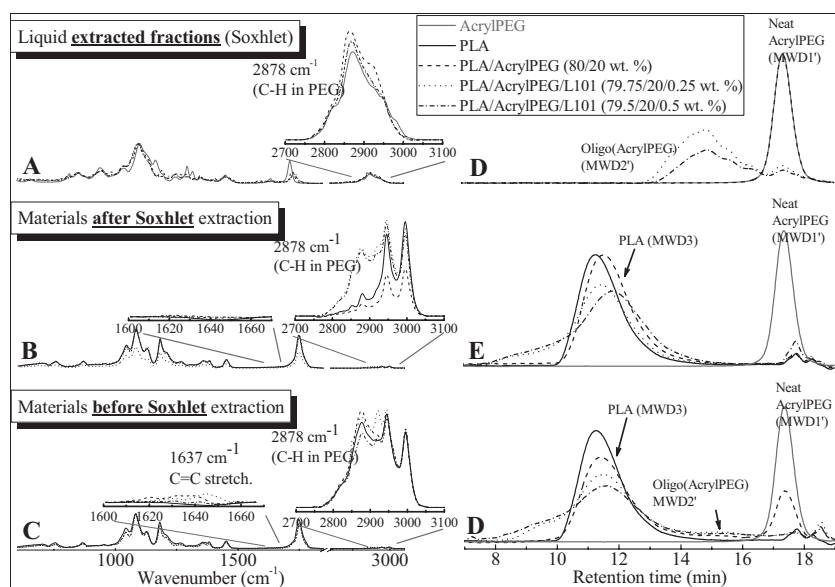 Liquid extracted fractions (Soxhlet)
2878 cm-1
(C-H in PEG)
2700 2800 2900 3000 3100
A
AcrylPEG
PLA
PLA/AcrylPEG (80/20 wt. %)
PLA/AcrylPEG/L101 (79.75/20/0.25 wt. %)
PLA/AcrylPEG/L101 (79.5/20/0.5 wt. %)
Neat
AcrylPEG
(MWD1')
Oligo(AcrylPEG)
(MWD2')
D
Materials after Soxhlet extraction
2878 cm-1
(C-H in PEG)
2700 2800 2900 3000 3100
1600 1620 1640 1660
B
Neat
AcrylPEG
(MWD1')
PLA (MWD3)
E
Materials before Soxhlet extraction
1637 cm-1
C=C stretch.
2878 cm-1
(C-H in PEG)
2700 2800 2900 3000 3100
1600 1620 1640 1660
C
1000 3000
Wavenumber (cm-1)
Neat
AcrylPEG
(MWD1')
PLA (MWD3)
Oligo(AcrylPEG)
MWD2'
D
8 10 12 14 16 18
Retention time (min)